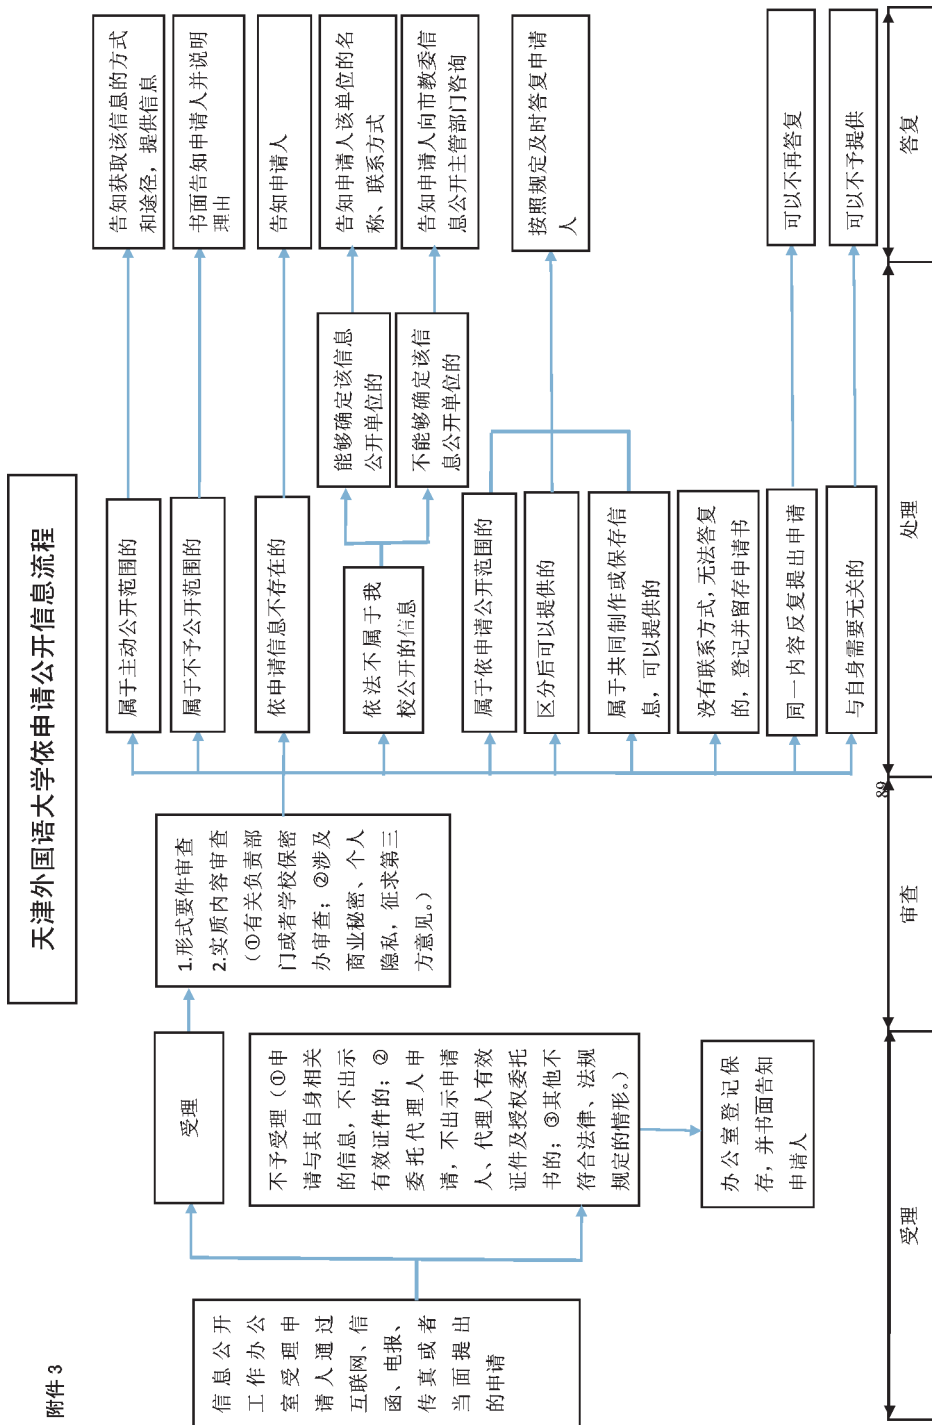 附件 3
天津外国语大学依申请公开信息流程
信息公开
工作办公
室受理申
请人通过
互联网、信
函、电报、
传真或者
当面提出
的申请
受理
不予受理（①申
请与其自身相关
的信息，不出示
有效证件的；②
委托代理人申
请，不出示申请
人、代理人有效
证件及授权委托
书的；③其他不
符合法律、法规
规定的情形。）
办公室登记保
存，并书面告知
申请人
1.形式要件审查
2.实质内容审查
（①有关负责部
门或者学校保密
办审查；②涉及
商业秘密、个人
隐私，征求第三
方意见。）
属于主动公开范围的
属于不予公开范围的
依申请信息不存在的
依法不属于我
校公开的信息
能够确定该信息
公开单位的
不能够确定该信
息公开单位的
属于依申请公开范围的
区分后可以提供的
属于共同制作或保存信
息，可以提供的
没有联系方式，无法答复
的，登记并留存申请书
同一内容反复提出申请
与自身需要无关的
告知获取该信息的方式
和途径，提供信息
书面告知申请人并说明
理由
告知申请人
告知申请人该单位的名
称、联系方式
告知申请人向市教委信
息公开主管部门咨询
按照规定及时答复申请
人
可以不再答复
可以不予提供
受理
审查
处理
答复
89